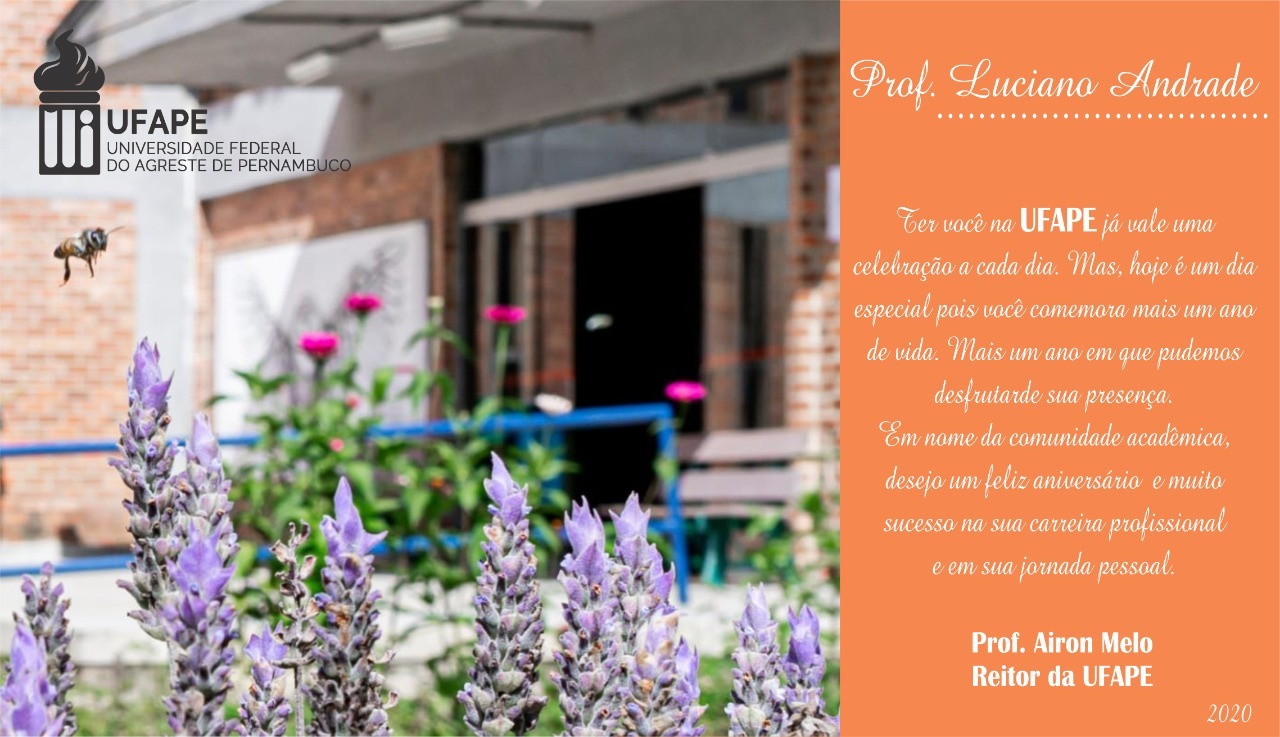 UFAPE
UNIVERSIDADE FEDERAL
DO AGRESTE DE PERNAMBUCO
Prof. Luciano Andrade
Ter você na UFAPE já vale uma
celebração a cada dia. Mas, hoje é um dia
especial pois você comemora mais um ano
de vida. Mais um ano em que pudemos
desfrutarde sua presença.
Em nome da comunidade acadêmica,
desejo um feliz aniversário e muito
sucesso na sua carreira profissional
e em sua jornada pessoal.
Prof. Airon Melo
Reitor da UFAPE
2020